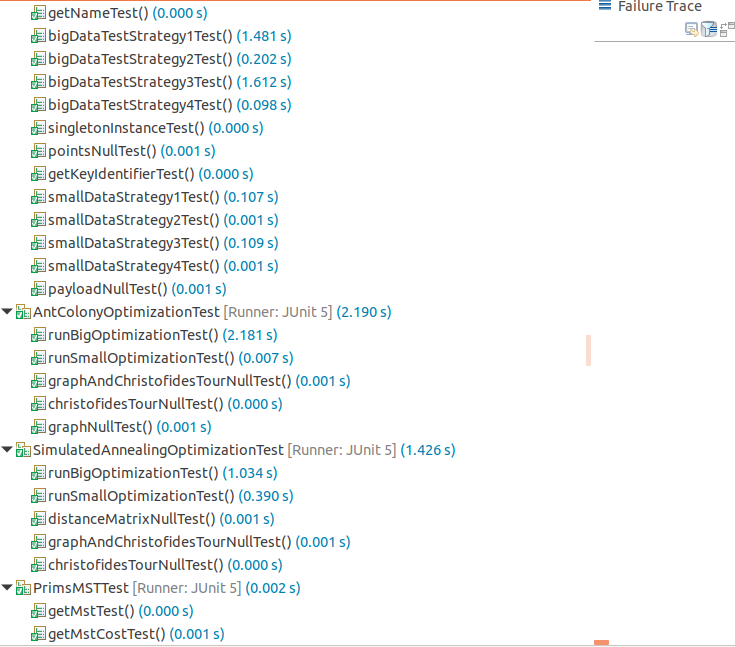 getNameTest() (0.000 s)
Failure Trace
bigDataTestStrategy1Test() (1.481 s)
bigDataTestStrategy2Test() (0.202 s)
bigDataTestStrategy3Test() (1.612 s)
bigDataTestStrategy4Test() (0.098 s)
singletonInstanceTest() (0.000 s)
pointsNullTest() (0.001 s)
getKeyIdentifierTest() (0.000 s)
smallDataStrategy1Test() (0.107 s)
smallDataStrategy2Test() (0.001 s)
smallDataStrategy3Test() (0.109 s)
smallDataStrategy4Test() (0.001 s)
payloadNullTest() (0.001 s)
AntColonyOptimizationTest [Runner: JUnit 5] (2.190 s)
runBigOptimizationTest() (2.181 s)
runSmallOptimizationTest() (0.007 s)
graphAndChristofidesTourNullTest() (0.001 s)
christofidesTourNullTest() (0.000 s)
graphNullTest() (0.001 s)
SimulatedAnnealingOptimizationTest [Runner: JUnit 5] (1.426 s)
runBigOptimizationTest() (1.034 s)
runSmallOptimizationTest() (0.390 s)
distanceMatrixNullTest() (0.001 s)
graphAndChristofidesTourNullTest() (0.001 s)
christofidesTourNullTest() (0.000 s)
PrimsMSTTest [Runner: JUnit 5] (0.002 s)
getMstTest() (0.000 s)
getMstCostTest() (0.001 s)